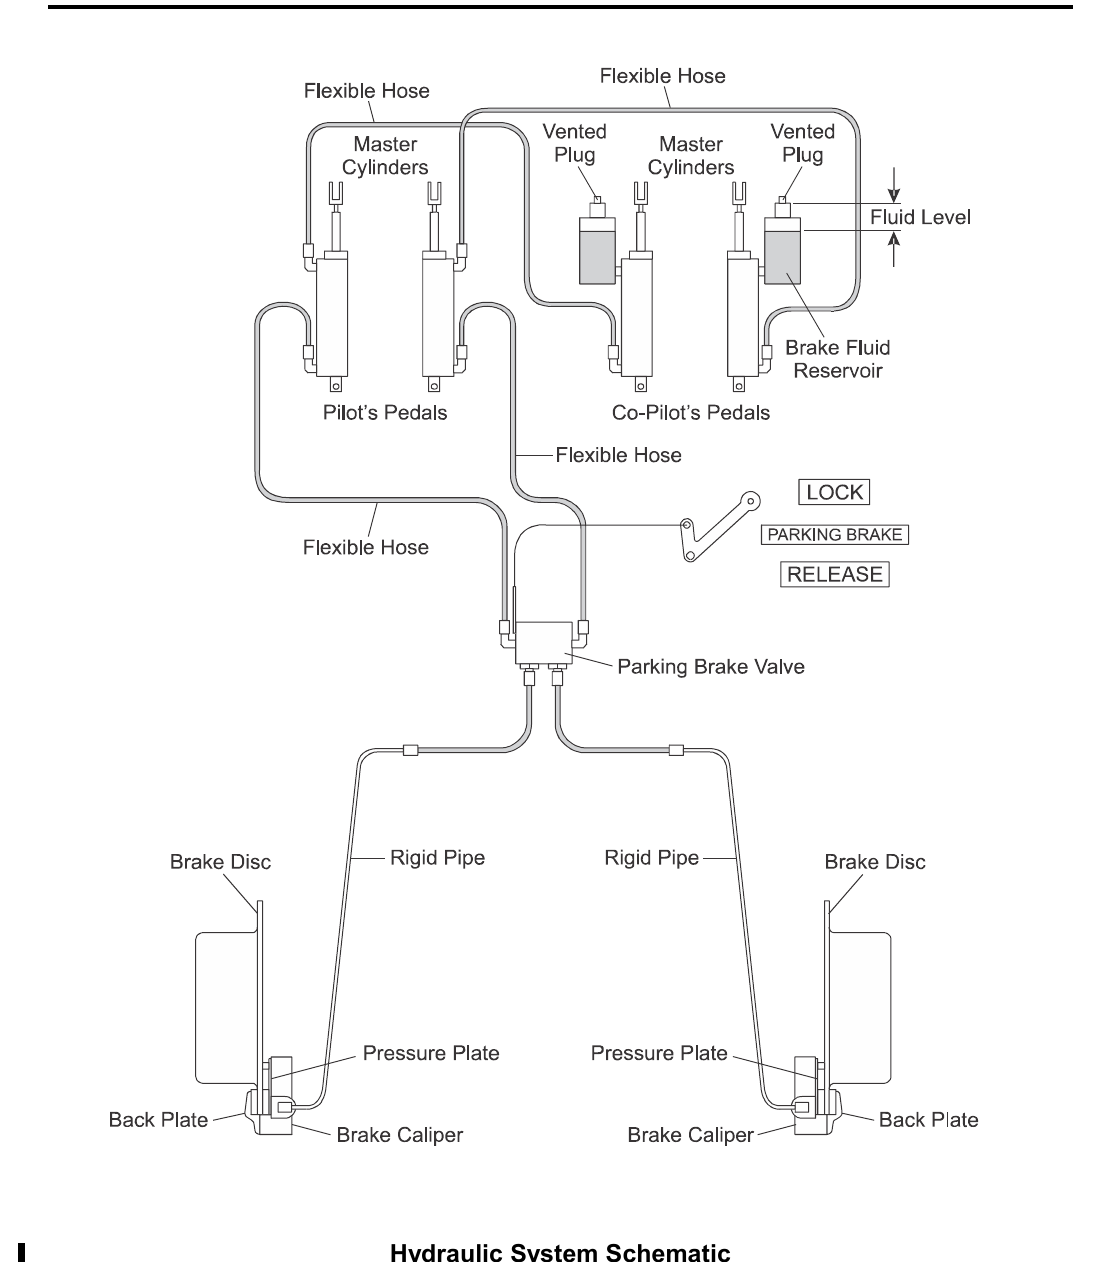 Flexible Hose
Flexible Hose
Vented
Plug
Master
Cylinders
Master
Cylinders
Vented
Plug
Fluid Level
Brake Fluid
Reservoir
Pilot's Pedals
Co-Pilot's Pedals
Flexible Hose
LOCK
PARKING BRAKE
RELEASE
Flexible Hose
Parking Brake Valve
Brake Disc
Rigid Pipe
Rigid Pipe
Brake Disc
Pressure Plate
Pressure Plate
Back Plate
Brake Caliper
Brake Caliper
Back Plate
Hydraulic System Schematic